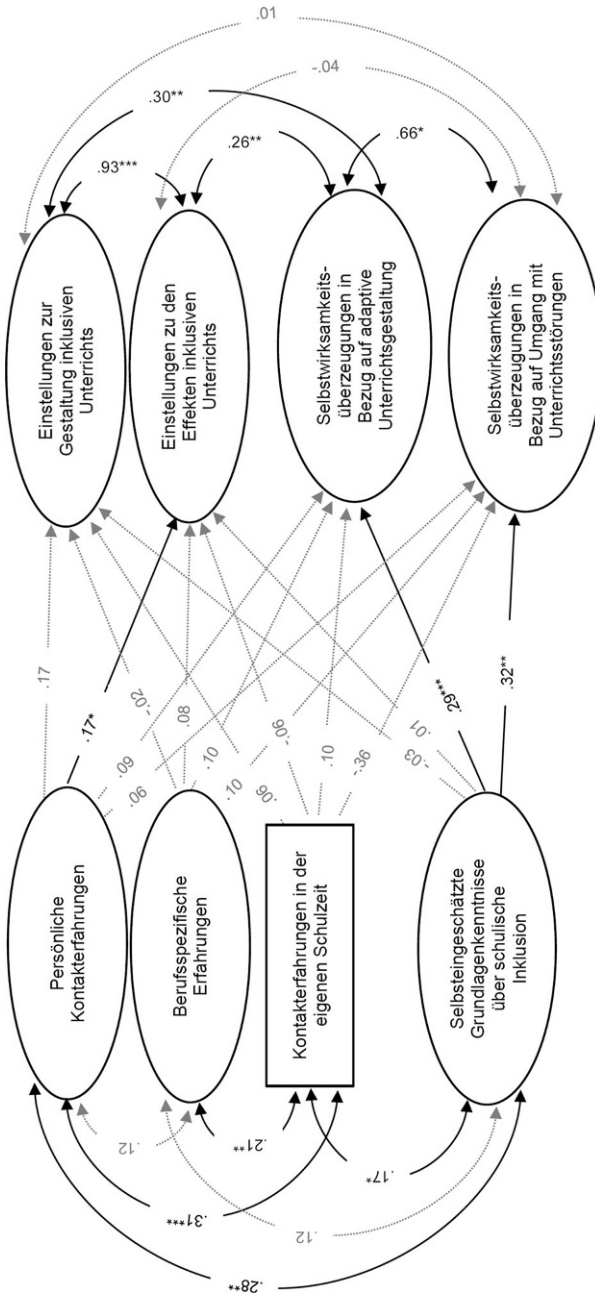 Persönliche
Kontakterfahrungen
Berufsspezifische
Erfahrungen
Kontakterfahrungen in der
eigenen Schulzeit
Selbsteingeschätzte
Grundlagenkenntnisse
über schulische
Inklusion
Einstellungen zur
Gestaltung inklusiven
Unterrichts
Einstellungen zu den
Effekten inklusiven
Unterrichts
Selbstwirksamkeits-
überzeugungen in
Bezug auf adaptive
Unterrichtsgestaltung
Selbstwirksamkeits-
überzeugungen in
Bezug auf Umgang mit
Unterrichtsstörungen
.28**
.31***
.12
.21**
.12
.17*
.17
.17*
.09
.06
-.02
.08
.10
.10
.06
-.06
.10
-.36
-.03
.01
.29***
.32**
.93***
.30**
.26**
.66*
-.04
.01